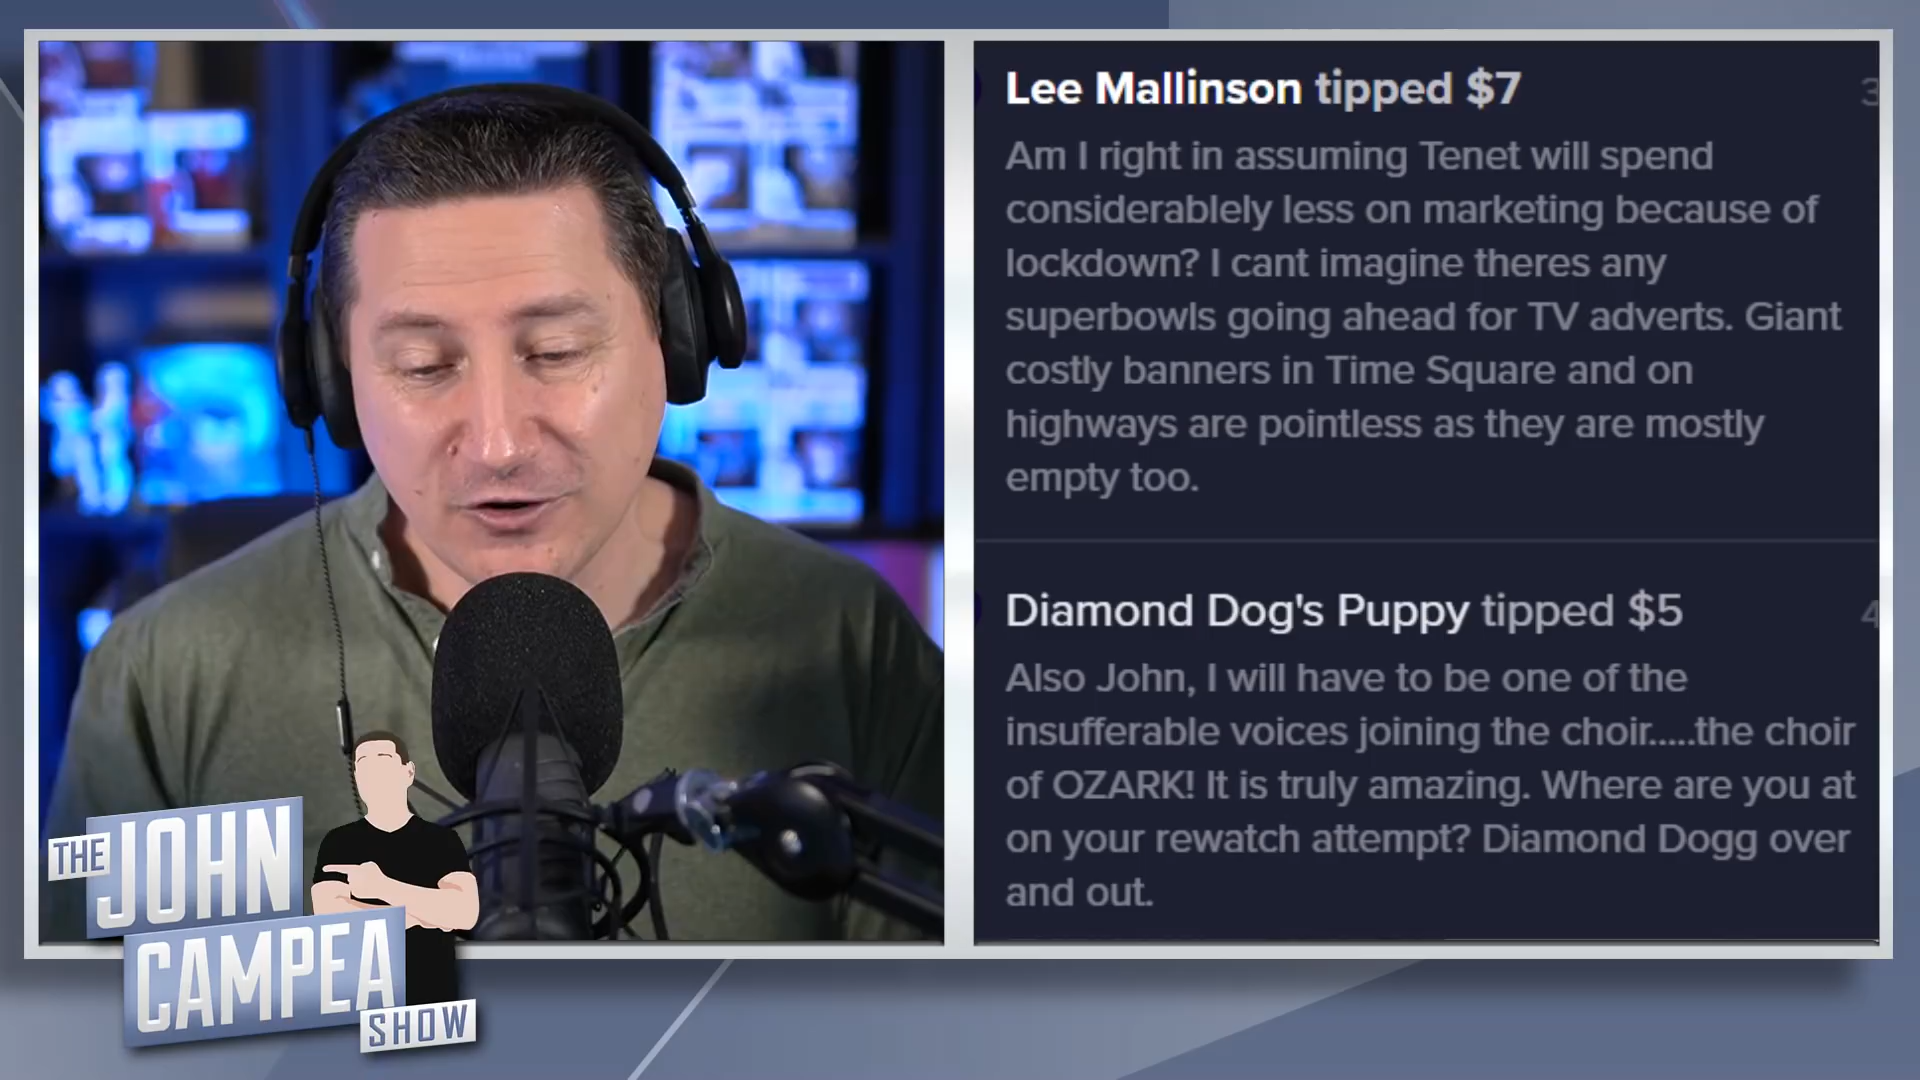 Lee Mallinson tipped $7
Am I right in assuming Tenet will spend
considerablely less on marketing because of
lockdown? I cant imagine theres any
superbowls going ahead for TV adverts. Giant
costly banners in Time Square and on
highways are pointless as they are mostly
empty too.
Diamond Dog's Puppy tipped $5
Also John, I will have to be one of the
insufferable voices joining the choir.....the choir
of OZARK! It is truly amazing. Where are you at
on your rewatch attempt? Diamond Dogg over
and out.
THE
JOHN
CAMPEA
SHOW